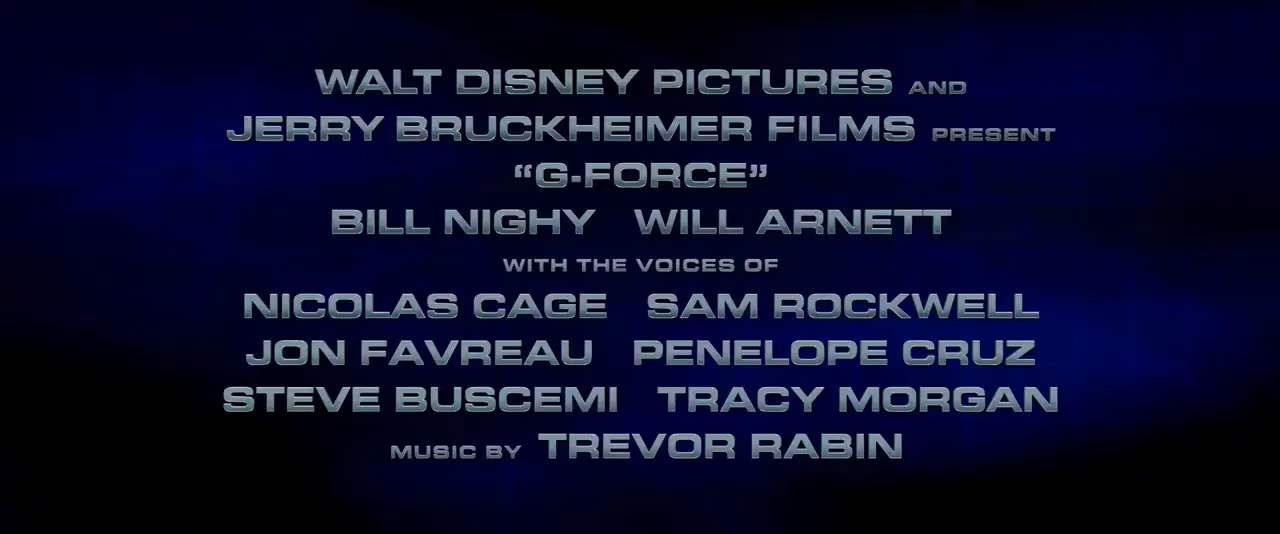 WALT DISNEY PICTURES AND
JERRY BRUCKHEIMER FILMS PRESENT
“G-FORCE”
BILL NIGHY WILL ARNETT
WITH THE VOICES OF
NICOLAS CAGE SAM ROCKWELL
JON FAVREAU PENELOPE CRUZ
STEVE BUSCEMI TRACY MORGAN
MUSIC BY TREVOR RABIN